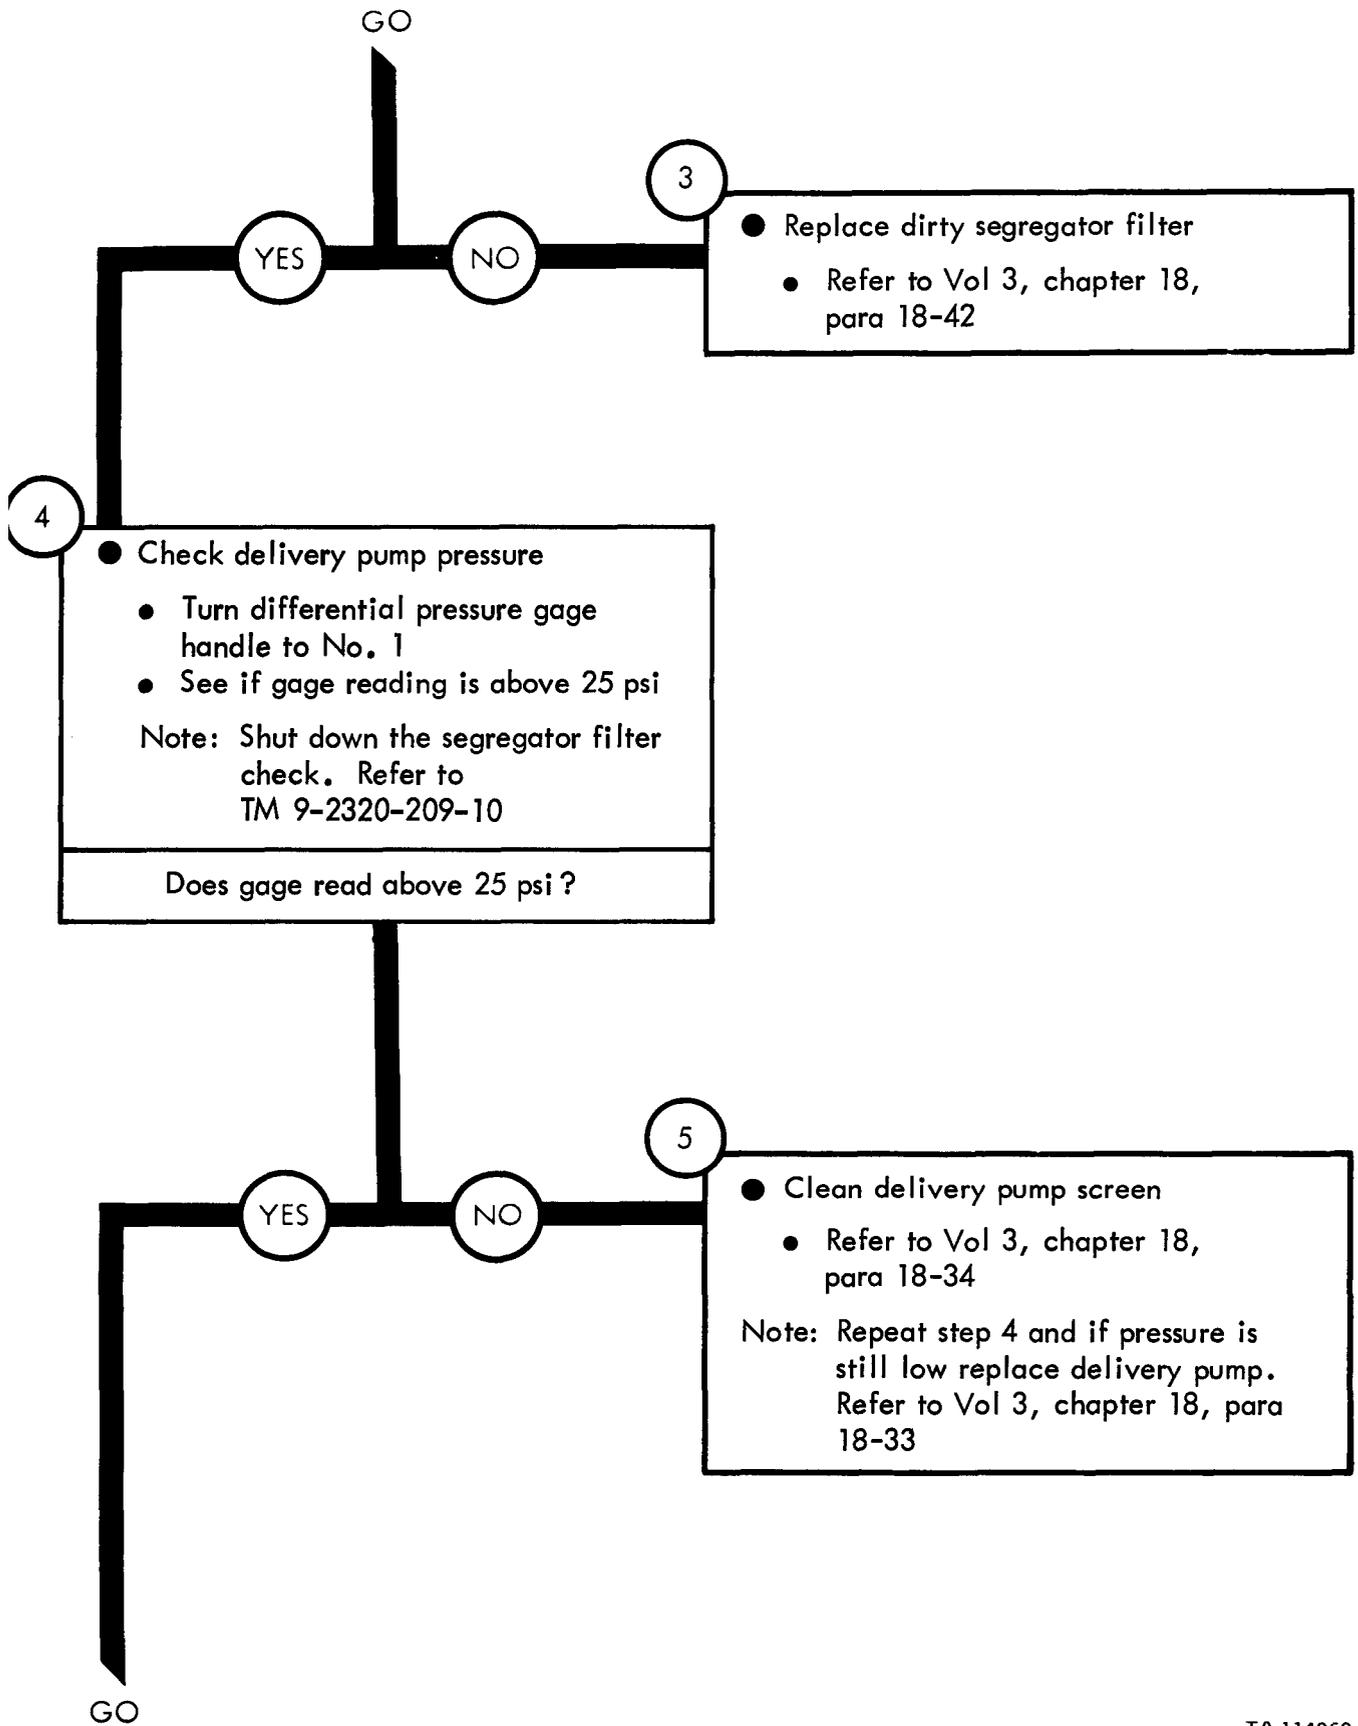 GO
3
YES
NO
● Replace dirty segregator filter
● Refer to Vol 3, chapter 18,
para 18-42
4
● Check delivery pump pressure
● Turn differential pressure gage
handle to No. 1
● See if gage reading is above 25 psi
Note: Shut down the segregator filter
check. Refer to
TM 9-2320-209-10
Does gage read above 25 psi?
5
YES
NO
● Clean delivery pump screen
● Refer to Vol 3, chapter 18,
para 18-34
Note: Repeat step 4 and if pressure is
still low replace delivery pump.
Refer to Vol 3, chapter 18, para
18-33
GO